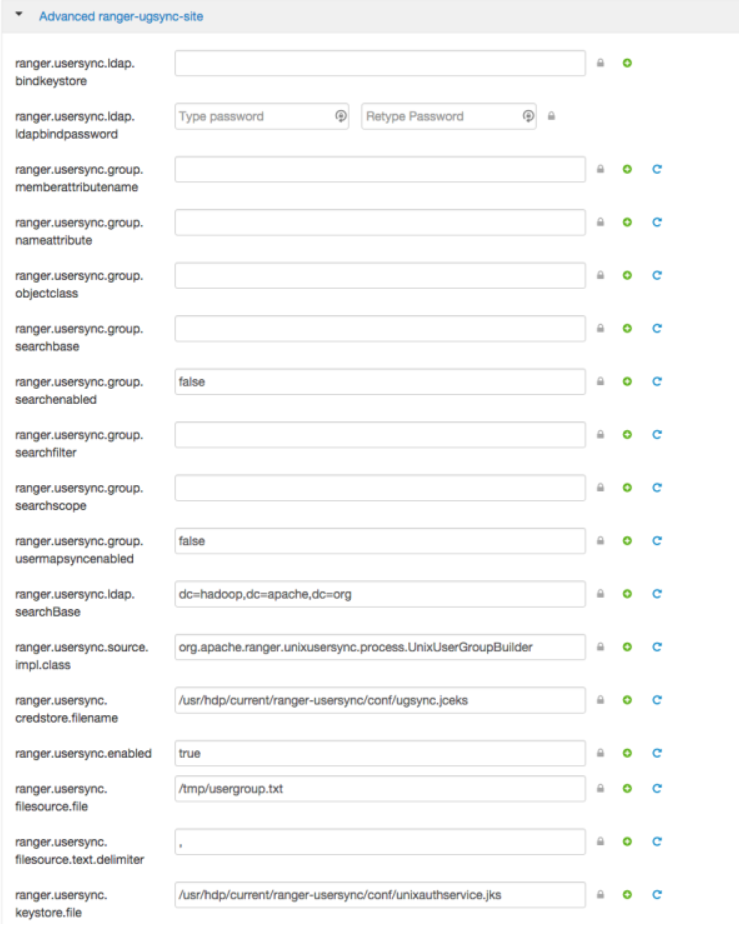 Advanced ranger-ugsync-site
ranger.usersync.ldap.
bindkeystore
ranger.usersync.ldap.
ldapbindpassword
Type password
Retype Password
ranger.usersync.group.
memberattributename
ranger.usersync.group.
nameattribute
ranger.usersync.group.
objectclass
ranger.usersync.group.
searchbase
ranger.usersync.group.
searchenabled
false
ranger.usersync.group.
searchfilter
ranger.usersync.group.
searchscope
ranger.usersync.group.
usermapsyncenabled
false
ranger.usersync.ldap.
searchBase
dc=hadoop,dc=apache,dc=org
ranger.usersync.source.
impl.class
org.apache.ranger.unixusersync.process.UnixUserGroupBuilder
ranger.usersync.
credstore.filename
/usr/hdp/current/ranger-usersync/conf/ugsync.jceks
ranger.usersync.enabled
true
ranger.usersync.
filesource.file
/tmp/usergroup.txt
ranger.usersync.
filesource.text.delimiter
,
ranger.usersync.
keystore.file
/usr/hdp/current/ranger-usersync/conf/unixauthservice.jks